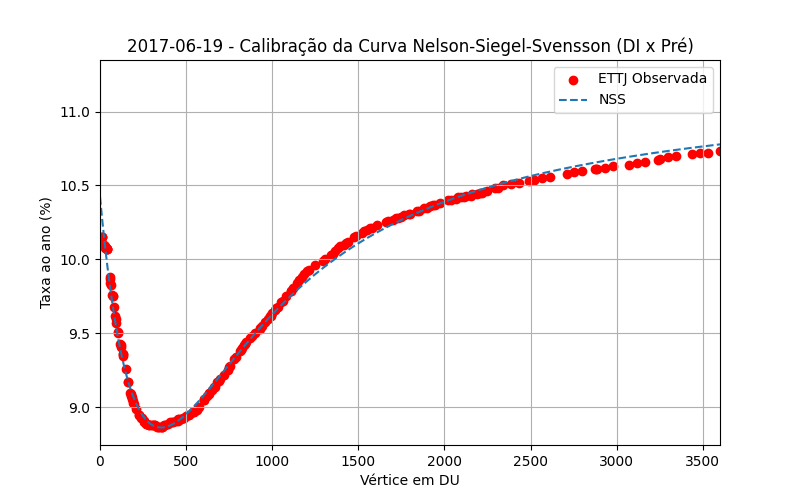 2017-06-19 - Calibração da Curva Nelson-Siegel-Svensson (DI x Pré)
ETTJ Observada
NSS
Taxa ao ano (%)
11.0
10.5
10.0
9.5
9.0
0 500 1000 1500 2000 2500 3000 3500
Vértice em DU